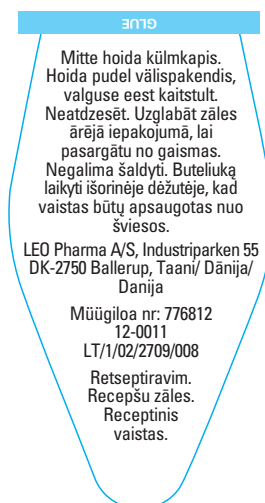 GLUE
Mitte hoida külmkapis.
Hoida pudel välispakendis,
valguse eest kaitstult.
Neatdzesēt. Uzglabāt zāles
ārējā iepakojumā, lai
pasargātu no gaismas.
Negalima šaldyti. Buteliuką
laikyti išorinėje dėžutėje, kad
vaistas būtų apsaugotas nuo
šviesos.
LEO Pharma A/S, Industriparken 55
DK-2750 Ballerup, Taani/ Dānija/
Danija
Müügiloa nr: 776812
12-0011
LT/1/02/2709/008
Retseptiravim.
Recepšu zāles.
Receptinis
vaistas.